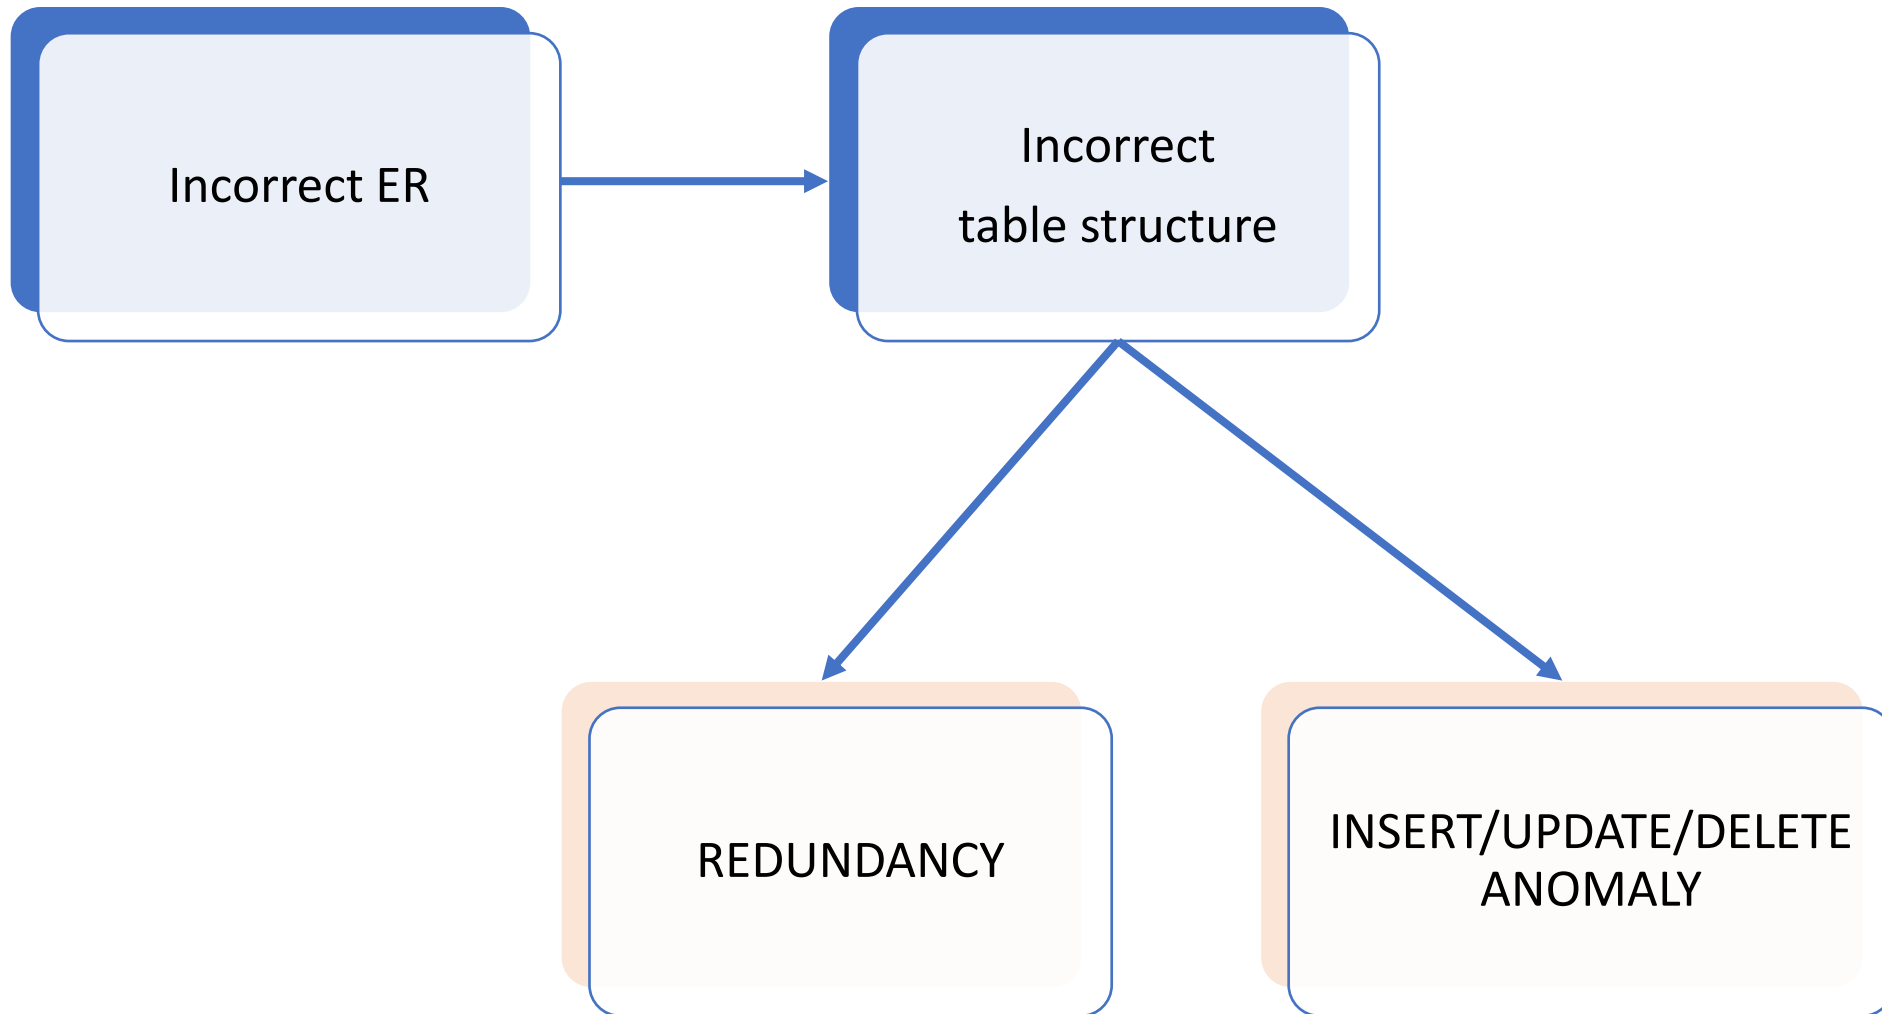 Incorrect ER
Incorrect
table structure
REDUNDANCY
INSERT/UPDATE/DELETE
ANOMALY